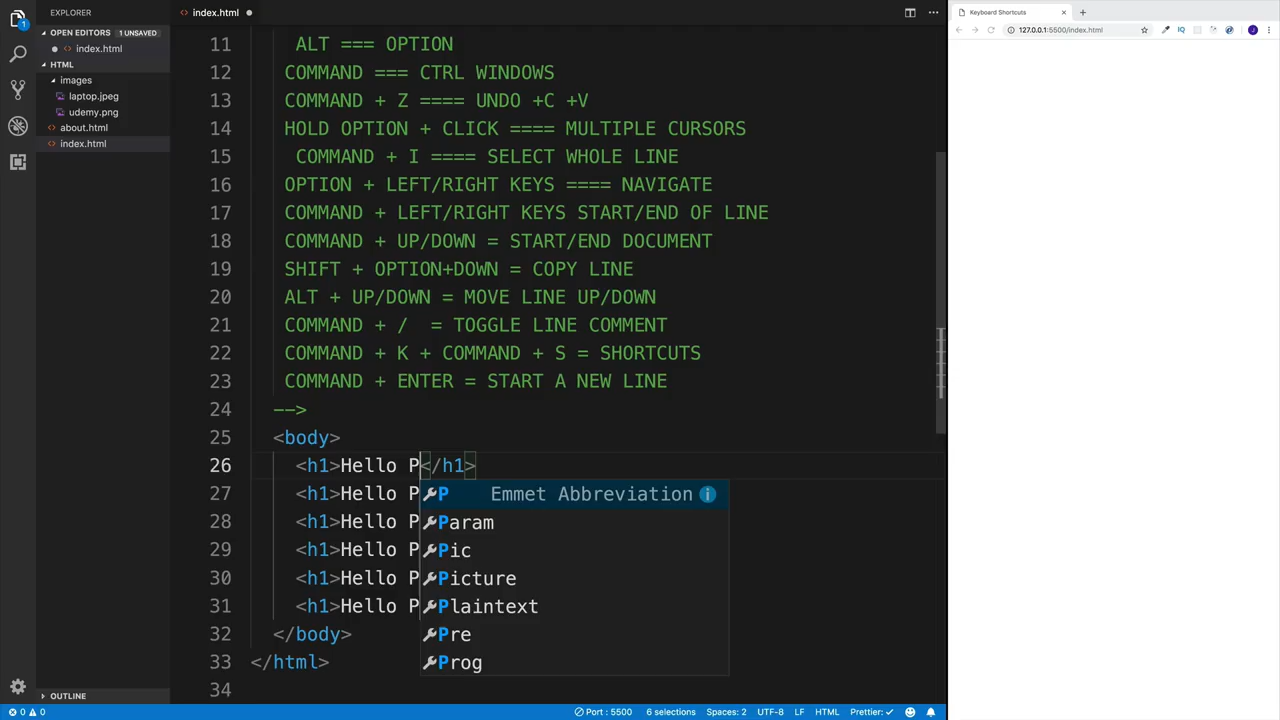 EXPLORER
OPEN EDITORS 1 UNSAVED
index.html
HTML
images
laptop.jpeg
udemy.png
about.html
index.html
OUTLINE
1
index.html
11 ALT === OPTION
12 COMMAND === CTRL WINDOWS
13 COMMAND + Z ==== UNDO +C +V
14 HOLD OPTION + CLICK ==== MULTIPLE CURSORS
15 COMMAND + I ==== SELECT WHOLE LINE
16 OPTION + LEFT/RIGHT KEYS ==== NAVIGATE
17 COMMAND + LEFT/RIGHT KEYS START/END OF LINE
18 COMMAND + UP/DOWN = START/END DOCUMENT
19 SHIFT + OPTION+DOWN = COPY LINE
20 ALT + UP/DOWN = MOVE LINE UP/DOWN
21 COMMAND + / = TOGGLE LINE COMMENT
22 COMMAND + K + COMMAND + S = SHORTCUTS
23 COMMAND + ENTER = START A NEW LINE
24 -->
25 <body>
26 <h1>Hello P</h1>
27 <h1>Hello P
28 <h1>Hello P
29 <h1>Hello P
30 <h1>Hello P
31 <h1>Hello P
32 </body>
33 </html>
34
P Emmet Abbreviation
Param
Pic
Picture
Plaintext
Pre
Prog
0 0
Port : 5500 6 selections Spaces: 2 UTF-8 LF HTML Prettier: ✓
Keyboard Shortcuts
127.0.0.1:5500/index.html
IQ
J